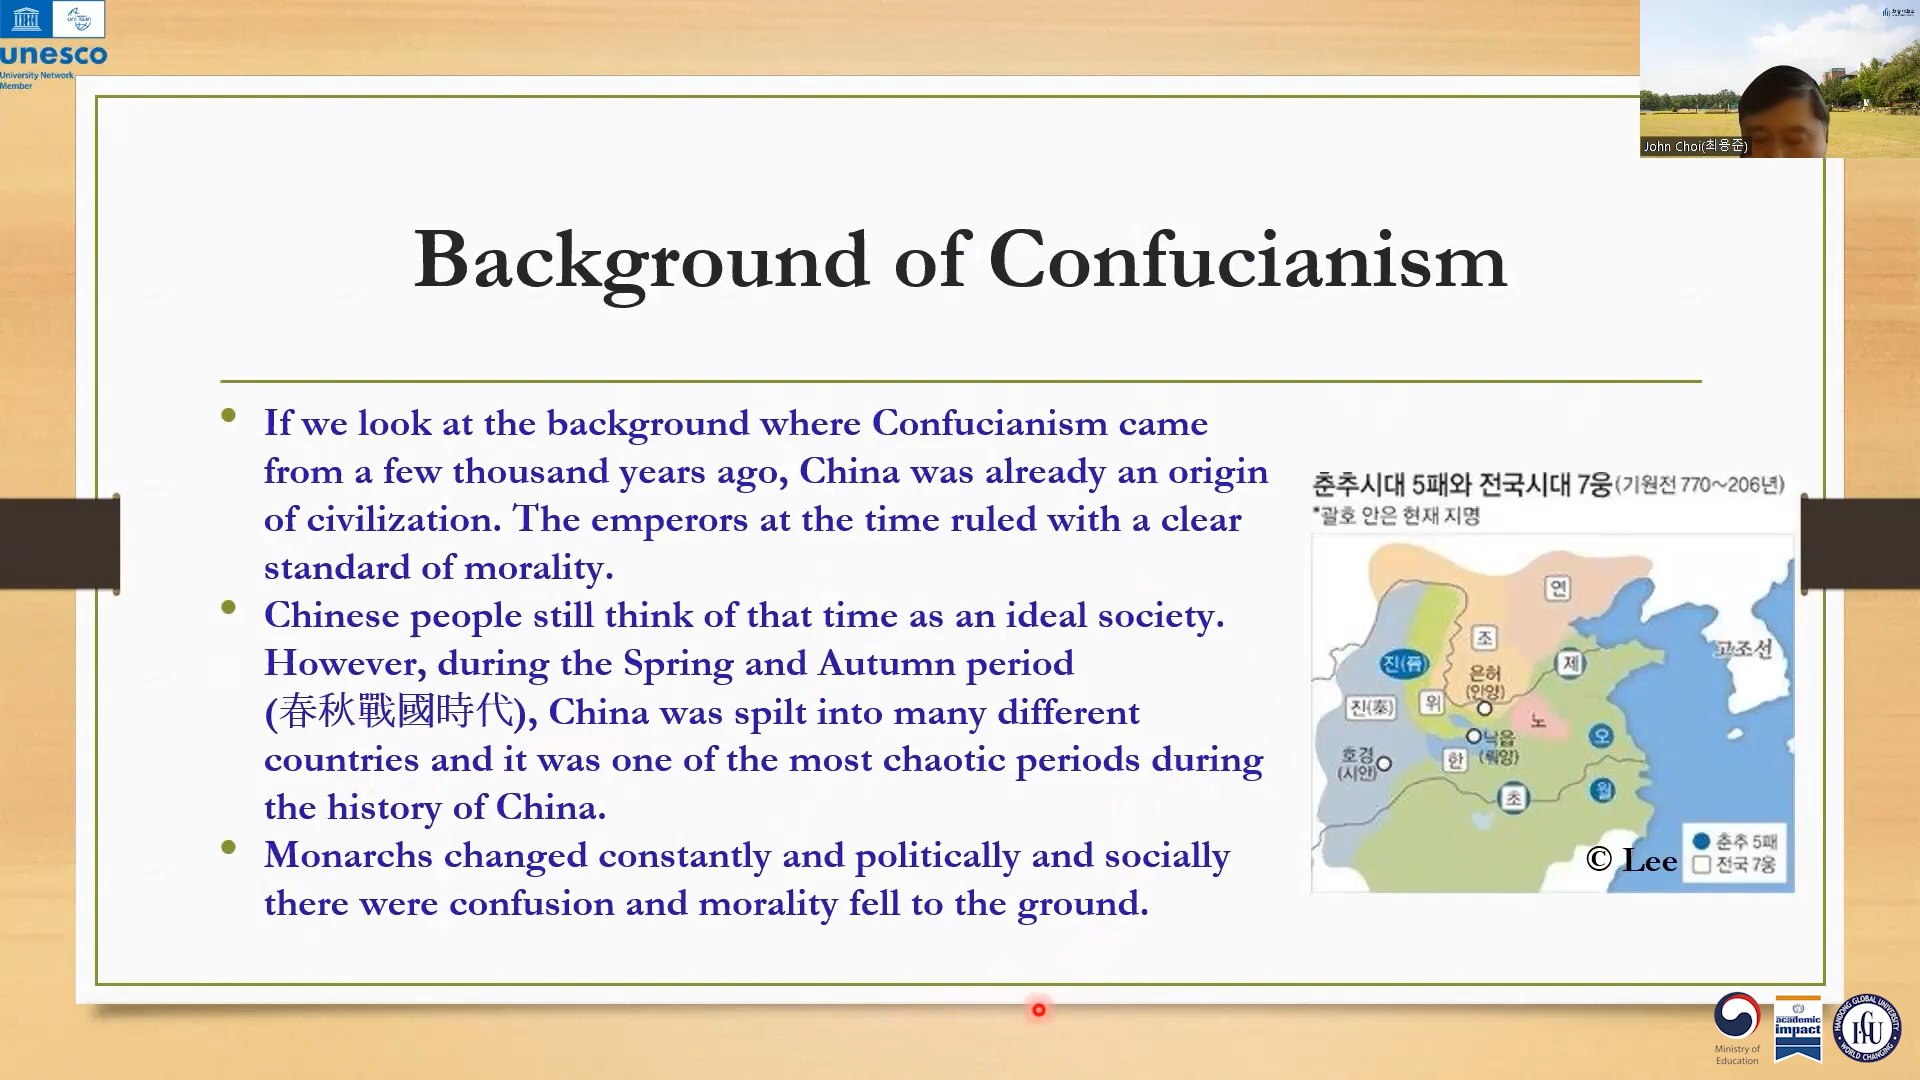 unesco
University Network
Member
John Choi(최용준)
Background of Confucianism
If we look at the background where Confucianism came
from a few thousand years ago, China was already an origin
of civilization. The emperors at the time ruled with a clear
standard of morality.
Chinese people still think of that time as an ideal society.
However, during the Spring and Autumn period
(春秋戰國時代), China was spilt into many different
countries and it was one of the most chaotic periods during
the history of China.
Monarchs changed constantly and politically and socially
there were confusion and morality fell to the ground.
춘추시대 5패와 전국시대 7웅(기원전 770~206년)
*괄호 안은 현재 지명
연
조
고조선
진(晋)
제
은허
(안양)
진(秦)
위
노
낙읍
(뤄양)
오
호경
(시안)
한
초
월
춘추 5패
전국 7웅
© Lee
Ministry of
Education
academic
impact
HANDONG GLOBAL UNIVERSITY
HGU
WORLD CHANGING